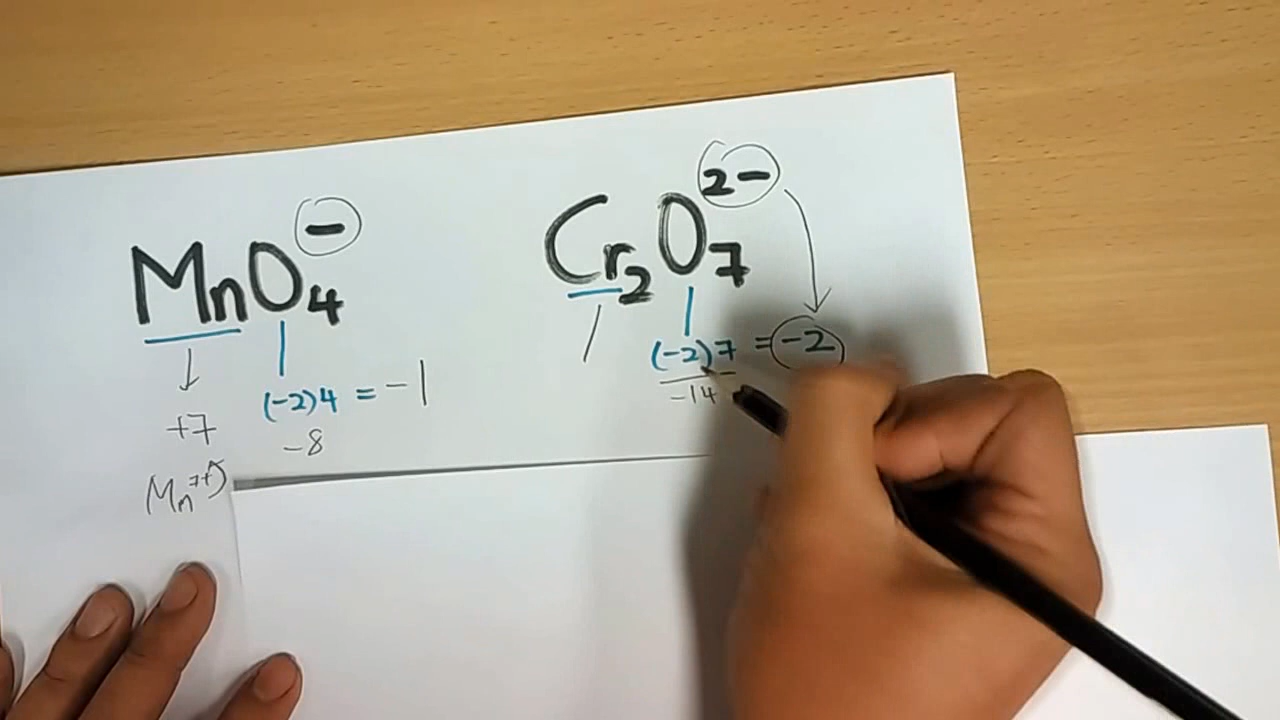 MnO4−
(-2)4 = -1
+7
-8
(Mn7+)
Cr2O7 2−
(-2)7 = -2
-14